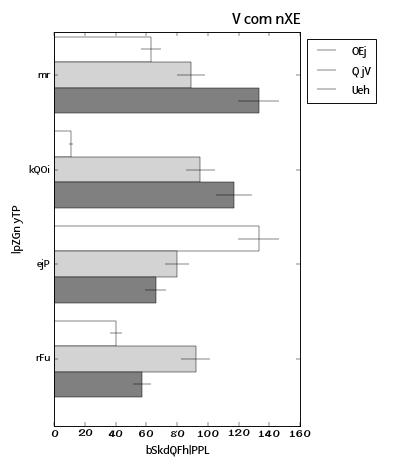 V com nXE
OEj
QjV
Ueh
mr
kQOi
ejP
rFu
lpZGn yTP
0 20 40 60 80 100 120 140 160
bSkdQFhlPPL